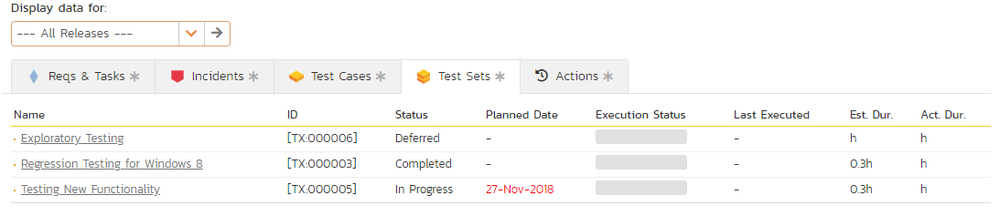 Display data for:
--- All Releases ---
Reqs & Tasks Incidents Test Cases Test Sets Actions
Name ID Status Planned Date Execution Status Last Executed Est. Dur. Act. Dur.
Exploratory Testing [TX:000006] Deferred - - h h
Regression Testing for Windows 8 [TX:000003] Completed - - 0.3h h
Testing New Functionality [TX:000005] In Progress 27-Nov-2018 - 0.3h h